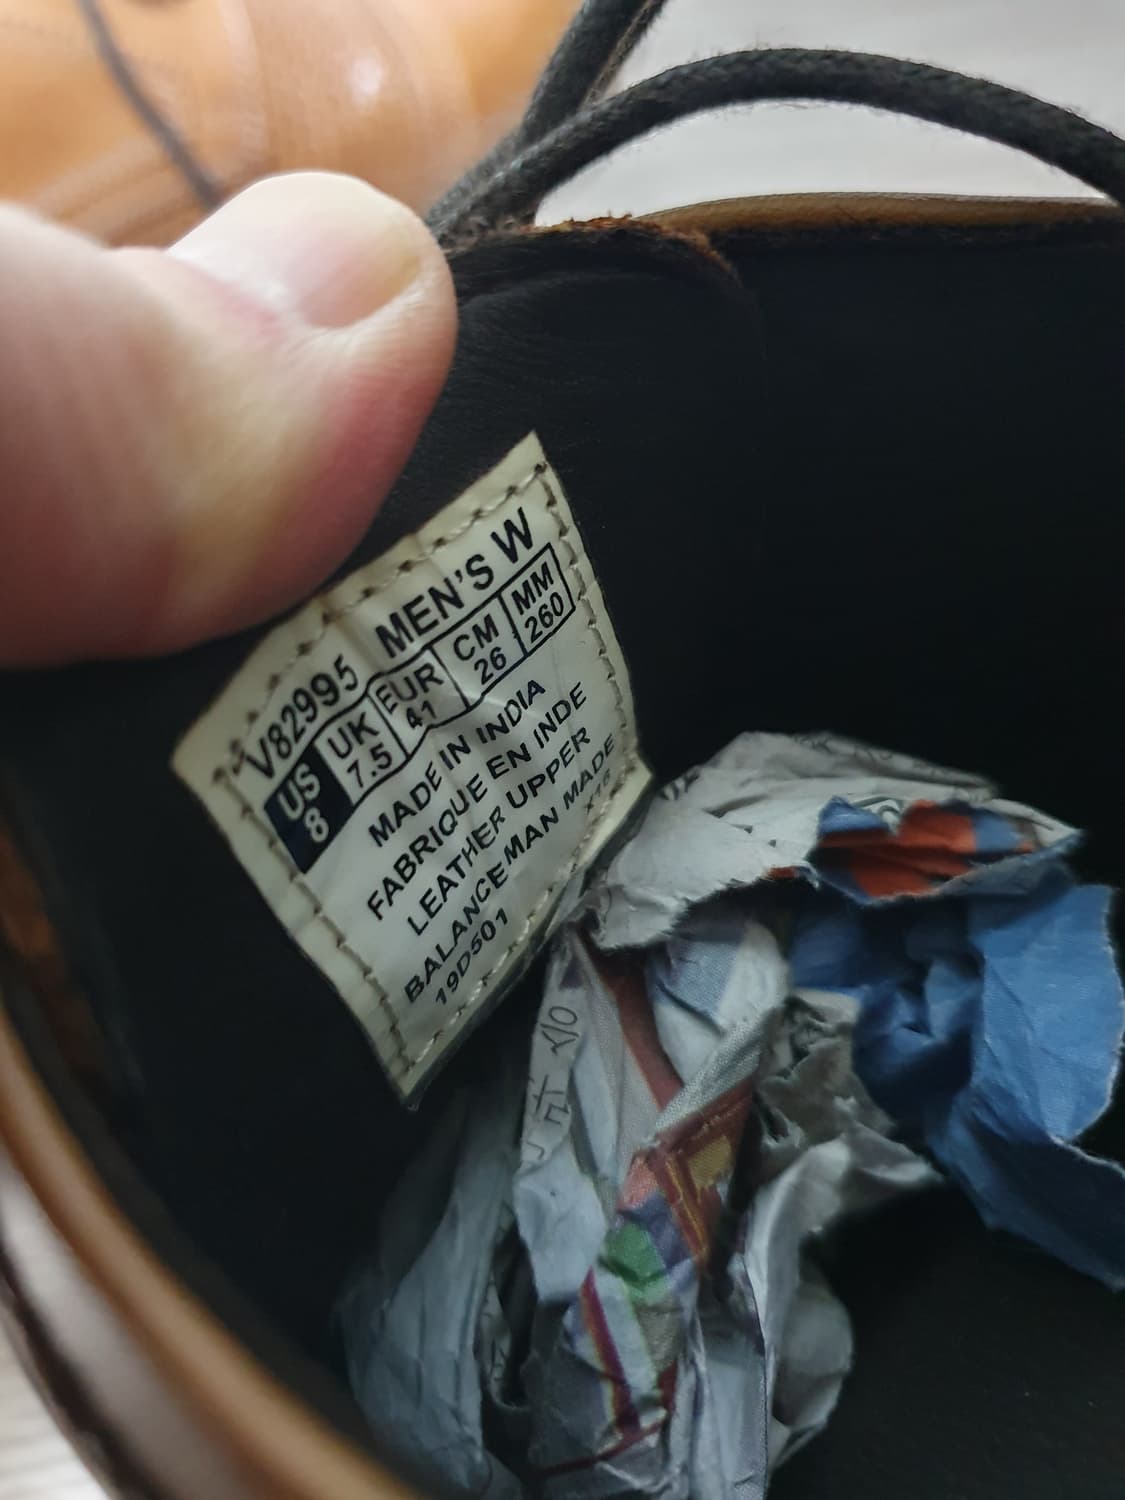 V82995 MEN'S W
US UK EUR CM MM
8 7.5 41 26 260
MADE IN INDIA
FABRIQUE EN INDE
LEATHER UPPER
BALANCE MAN MADE
19D501 X18